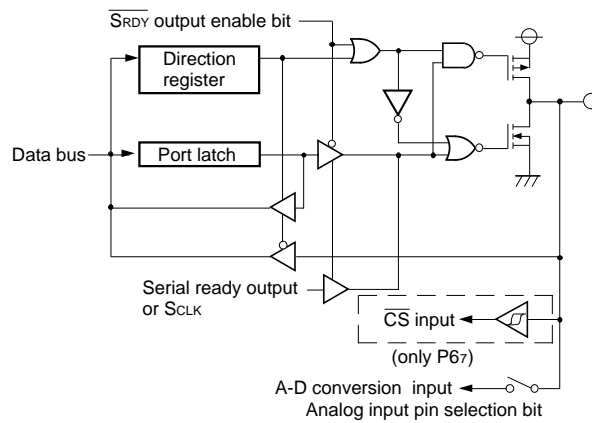 SRDY output enable bit
Direction
register
Data bus
Port latch
Serial ready output
or SCLK
CS input
(only P67)
A-D conversion input
Analog input pin selection bit